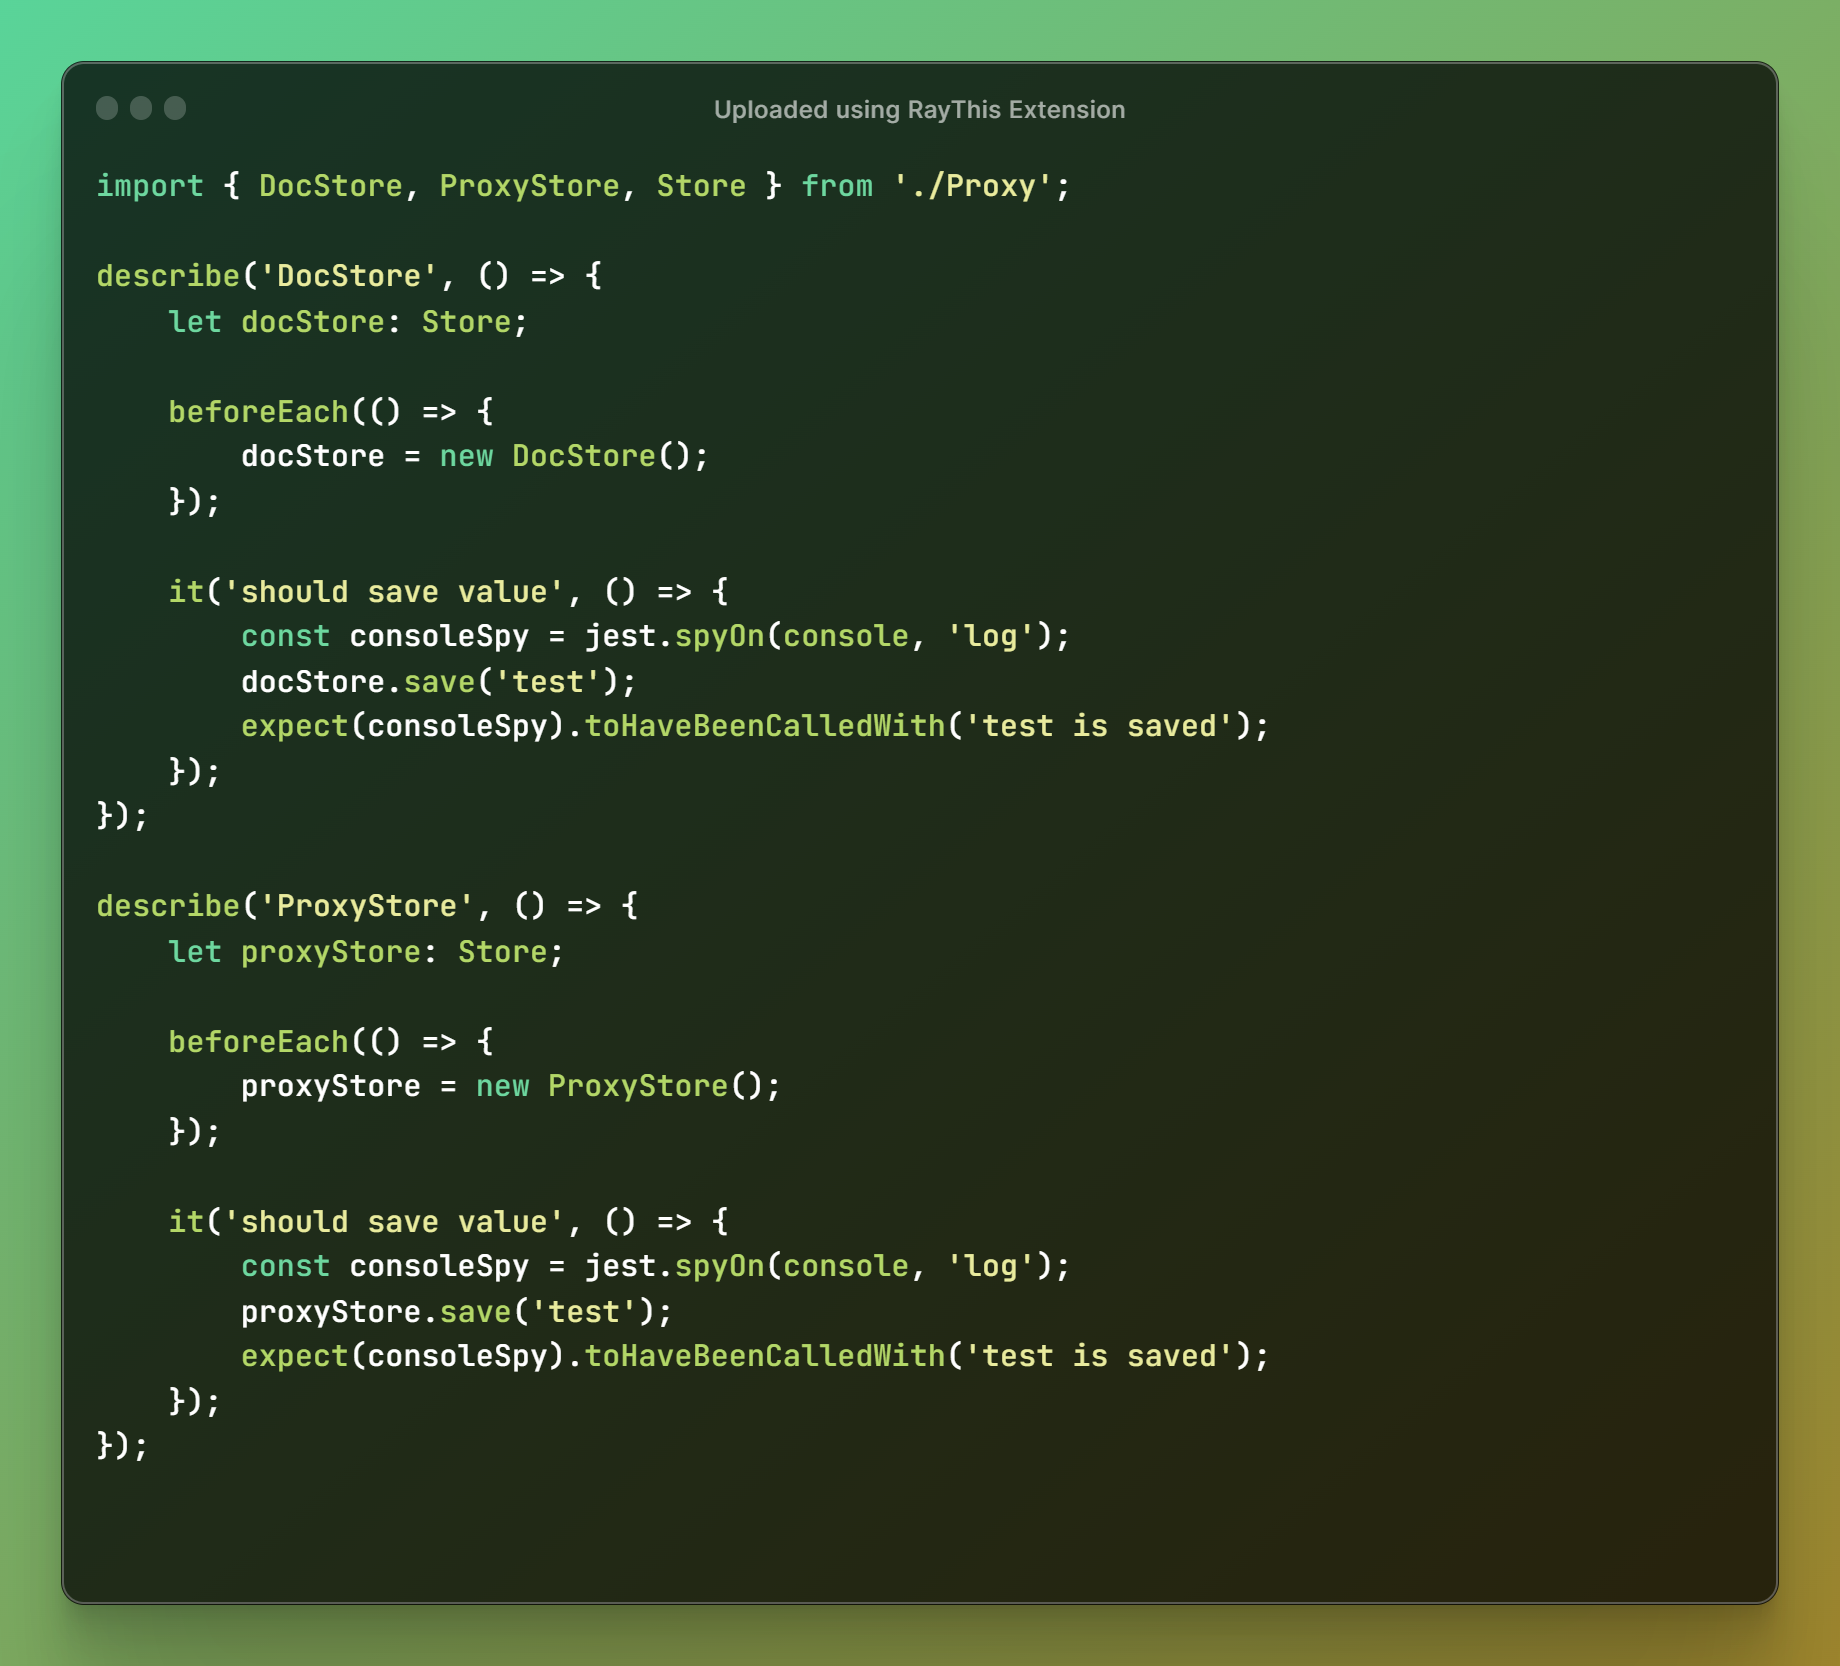 Uploaded using RayThis Extension
import { DocStore, ProxyStore, Store } from './Proxy';
describe('DocStore', () => {
    let docStore: Store;
    beforeEach(() => {
        docStore = new DocStore();
    });
    it('should save value', () => {
        const consoleSpy = jest.spyOn(console, 'log');
        docStore.save('test');
        expect(consoleSpy).toHaveBeenCalledWith('test is saved');
    });
});
describe('ProxyStore', () => {
    let proxyStore: Store;
    beforeEach(() => {
        proxyStore = new ProxyStore();
    });
    it('should save value', () => {
        const consoleSpy = jest.spyOn(console, 'log');
        proxyStore.save('test');
        expect(consoleSpy).toHaveBeenCalledWith('test is saved');
    });
});